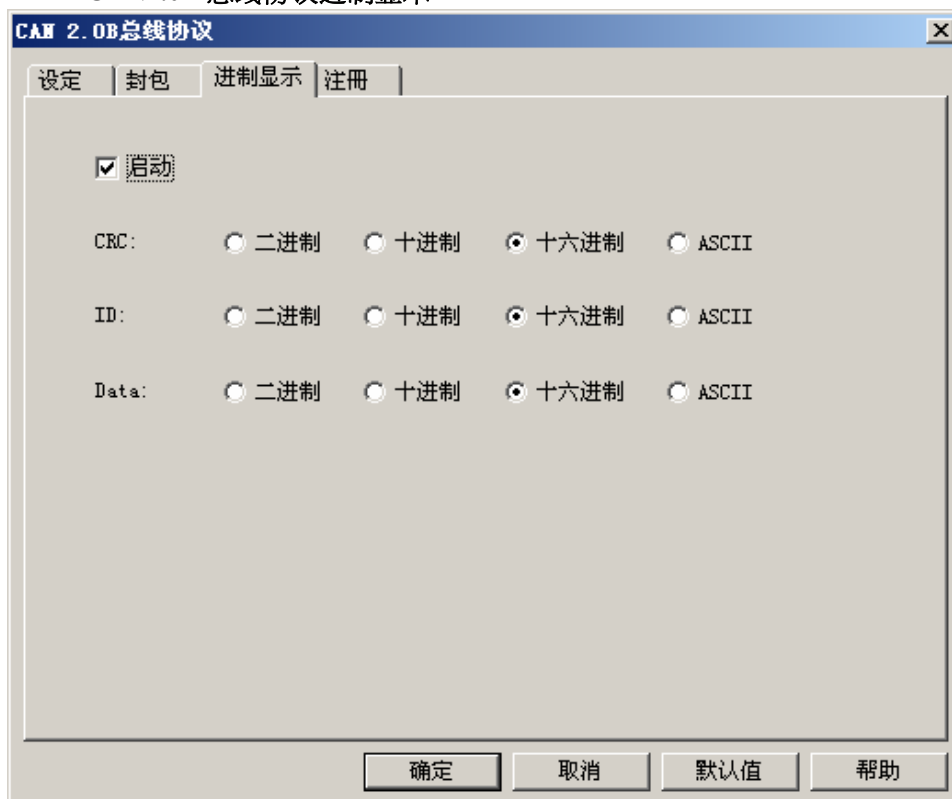 CAN 2.0B总线协议
设定 封包 进制显示 注册
启动
CRC: 二进制 十进制 十六进制 ASCII
ID: 二进制 十进制 十六进制 ASCII
Data: 二进制 十进制 十六进制 ASCII
确定 取消 默认值 帮助